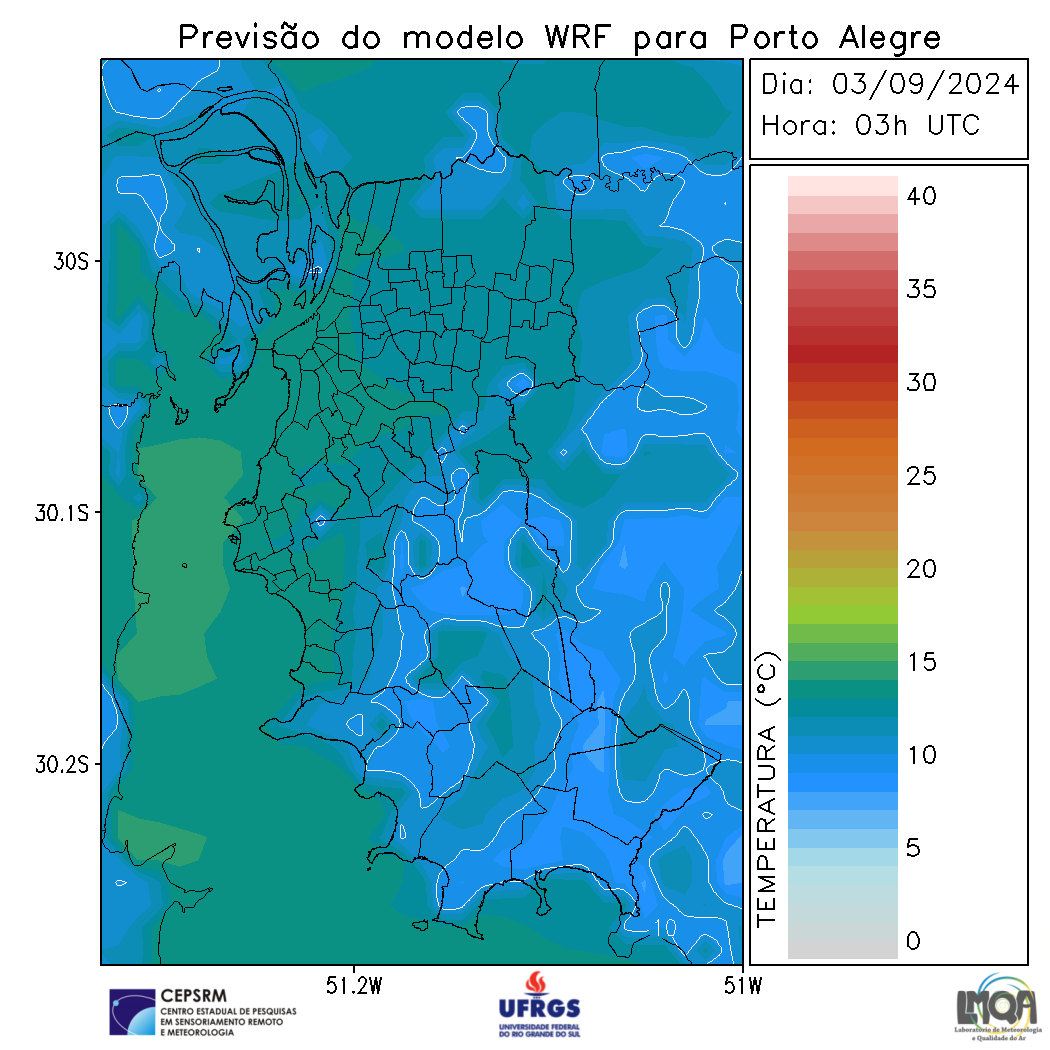 Previsão do modelo WRF para Porto Alegre
Dia: 03/09/2024
Hora: 03h UTC
40
35
30
25
20
15
10
5
0
TEMPERATURA (°C)
30S
30.1S
30.2S
10
51.2W
51W
CEPSRM
CENTRO ESTADUAL DE PESQUISAS
EM SENSORIAMENTO REMOTO
E METEOROLOGIA
UFRGS
UNIVERSIDADE FEDERAL
DO RIO GRANDE DO SUL
LMQA
Laboratório de Meteorologia
e Qualidade do Ar